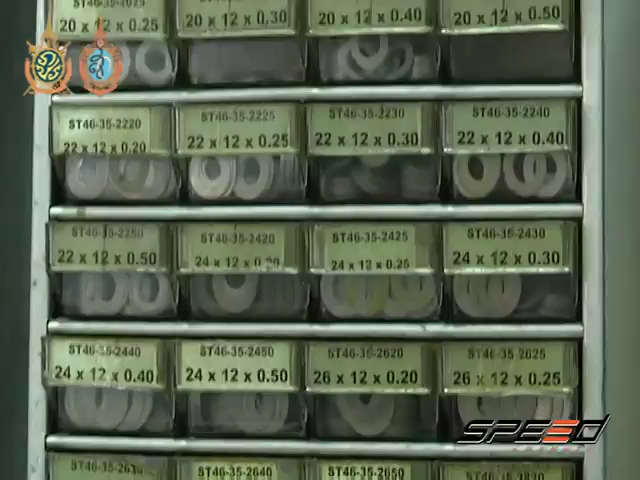 20 x 12 x 0.25
20 x 12 x 0.30
20 x 12 x 0.40
20 x 12 x 0.50
ST46-35-2220
22 x 12 x 0.20
ST46-35-2225
22 x 12 x 0.25
ST46-35-2230
22 x 12 x 0.30
ST46-35-2240
22 x 12 x 0.40
ST46-35-2250
22 x 12 x 0.50
ST46-35-2420
24 x 12 x 0.20
ST46-35-2425
24 x 12 x 0.25
ST46-35-2430
24 x 12 x 0.30
ST46-35-2440
24 x 12 x 0.40
ST46-35-2450
24 x 12 x 0.50
ST46-35-2620
26 x 12 x 0.20
ST46-35-2625
26 x 12 x 0.25
SPEED
ST46-35-2630
ST46-35-2640
ST46-35-2650